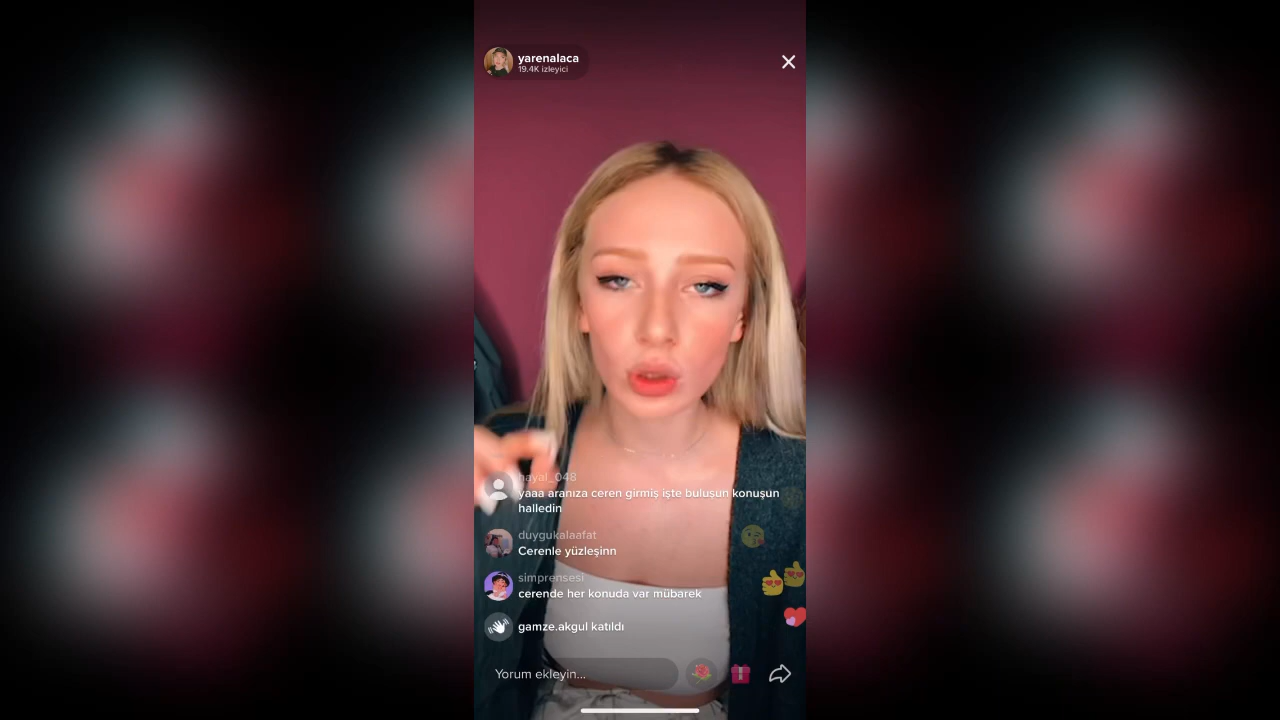 yarenalaca
19.4K izleyici
hayal_048
yaaa aranıza ceren girmiş işte buluşun konuşun
halledin
duygukalaafat
Cerenle yüzleşinn
simprensesi
cerende her konuda var mübarek
gamze.akgul katıldı
Yorum ekleyin...